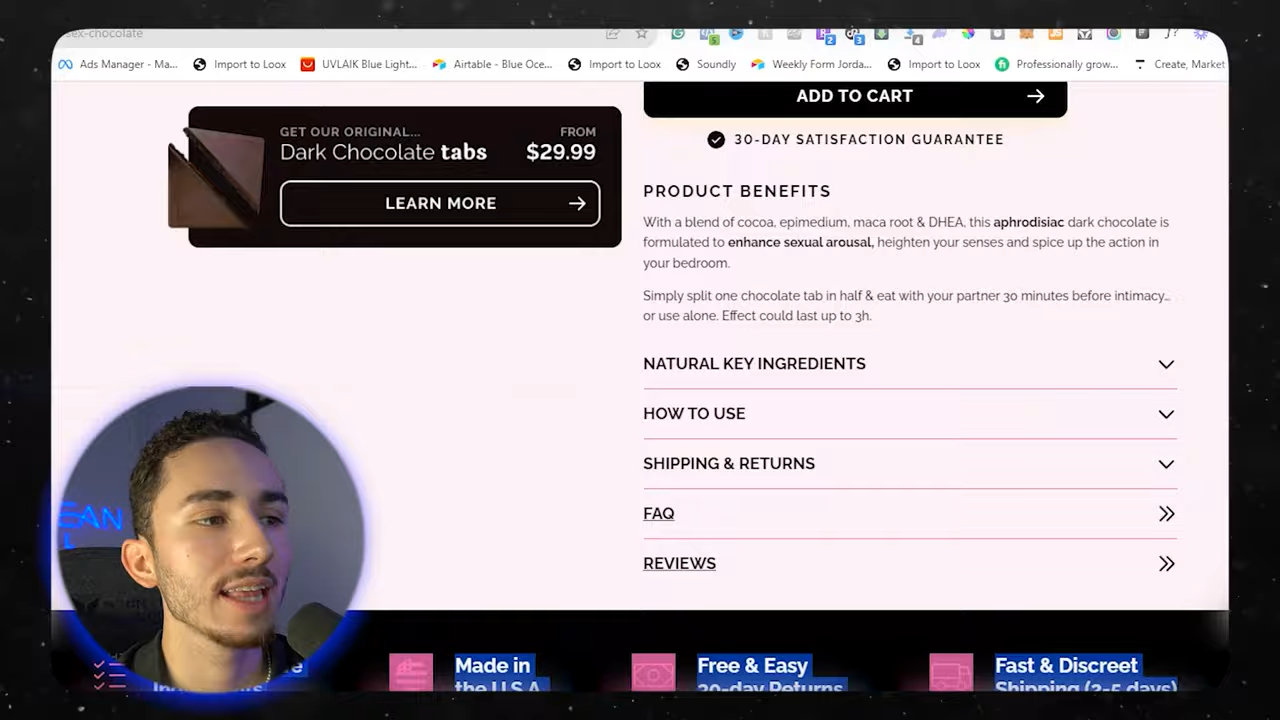 ex-chocolate
Ads Manager - Ma...
Import to Loox
UVLAIK Blue Light...
Airtable - Blue Oce...
Import to Loox
Soundly
Weekly Form Jorda...
Import to Loox
Professionally grow...
Create, Market
ADD TO CART
30-DAY SATISFACTION GUARANTEE
GET OUR ORIGINAL...
FROM
Dark Chocolate tabs
$29.99
LEARN MORE
PRODUCT BENEFITS
With a blend of cocoa, epimedium, maca root & DHEA, this aphrodisiac dark chocolate is
formulated to enhance sexual arousal, heighten your senses and spice up the action in
your bedroom.
Simply split one chocolate tab in half & eat with your partner 30 minutes before intimacy...
or use alone. Effect could last up to 3h.
NATURAL KEY INGREDIENTS
HOW TO USE
SHIPPING & RETURNS
FAQ
REVIEWS
EAN
Made in
the U.S.A
Free & Easy
30-day Returns
Fast & Discreet
Shipping (2-5 days)